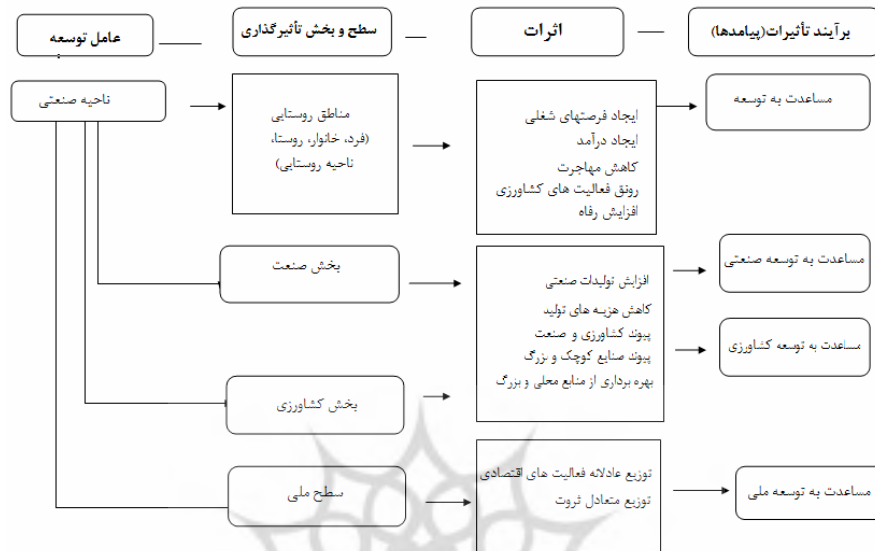 عامل توسعه
سطح و بخش تأثیرگذاری
اثرات
برآیند تأثیرات(پیامدها)
ناحیه صنعتی
مناطق روستایی
(فرد، خانوار، روستا،
ناحیه روستایی)
ایجاد فرصتهای شغلی
ایجاد درآمد
کاهش مهاجرت
رونق فعالیت های کشاورزی
افزایش رفاه
مساعدت به توسعه
بخش صنعت
افزایش تولیدات صنعتی
کاهش هزینه های تولید
پیوند کشاورزی و صنعت
پیوند صنایع کوچک و بزرگ
بهره برداری از منابع محلی و بزرگ
مساعدت به توسعه صنعتی
مساعدت به توسعه کشاورزی
بخش کشاورزی
سطح ملی
توزیع عادلانه فعالیت های اقتصادی
توزیع متعادل ثروت
مساعدت به توسعه ملی